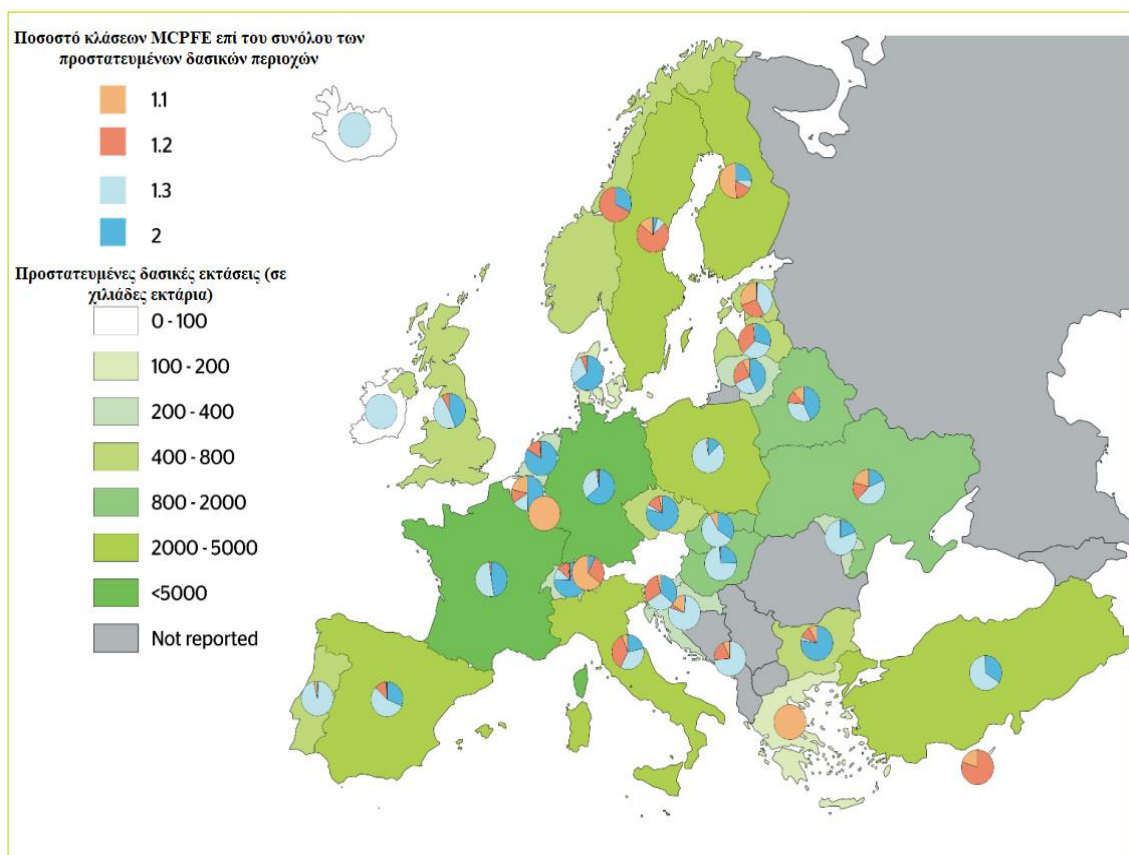 Ποσοστό κλάσεων MCPFE επί του συνόλου των
προστατευμένων δασικών περιοχών
1.1
1.2
1.3
2
Προστατευμένες δασικές εκτάσεις (σε
χιλιάδες εκτάρια)
0 - 100
100 - 200
200 - 400
400 - 800
800 - 2000
2000 - 5000
<5000
Not reported